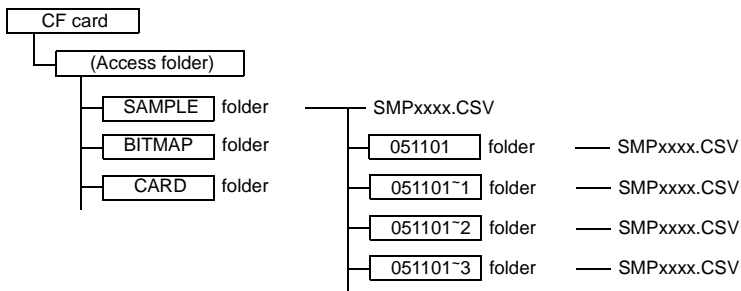 CF card
(Access folder)
SAMPLE folder SMPxxxx.CSV
BITMAP folder 051101 folder SMPxxxx.CSV
CARD folder 051101~1 folder SMPxxxx.CSV
051101~2 folder SMPxxxx.CSV
051101~3 folder SMPxxxx.CSV